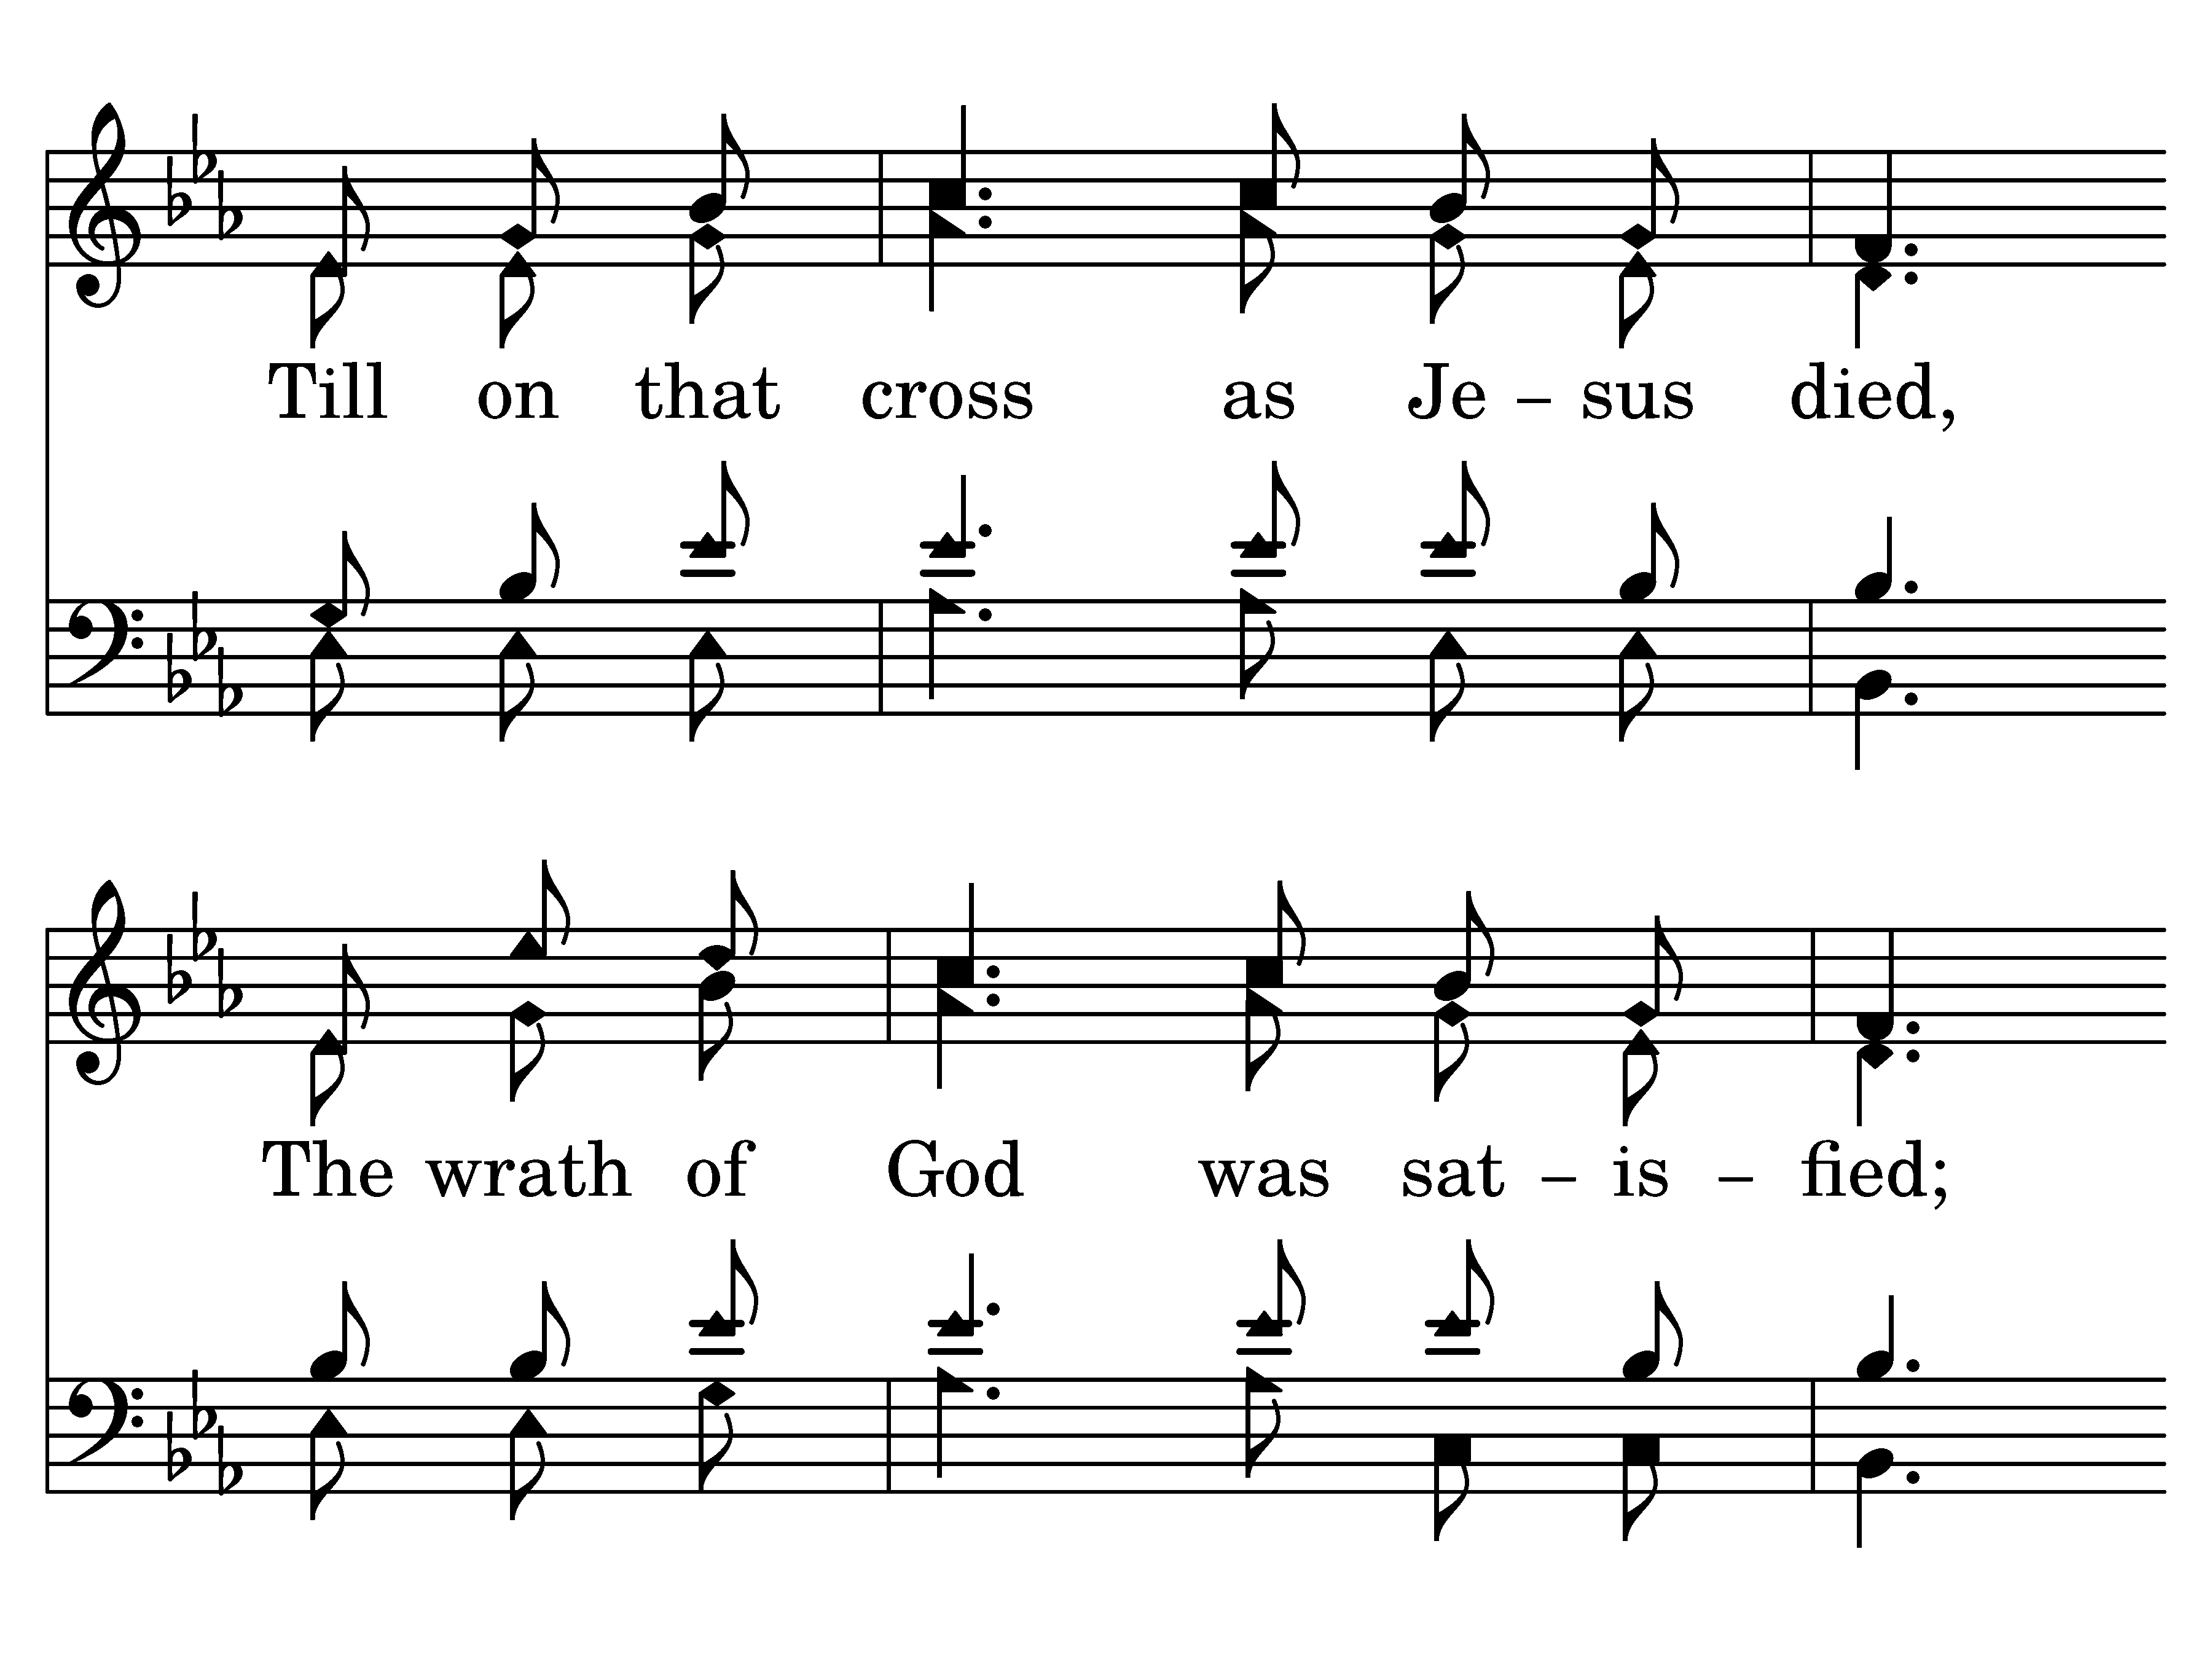 Till on that cross as Je – sus died,
The wrath of God was sat – is – fied;